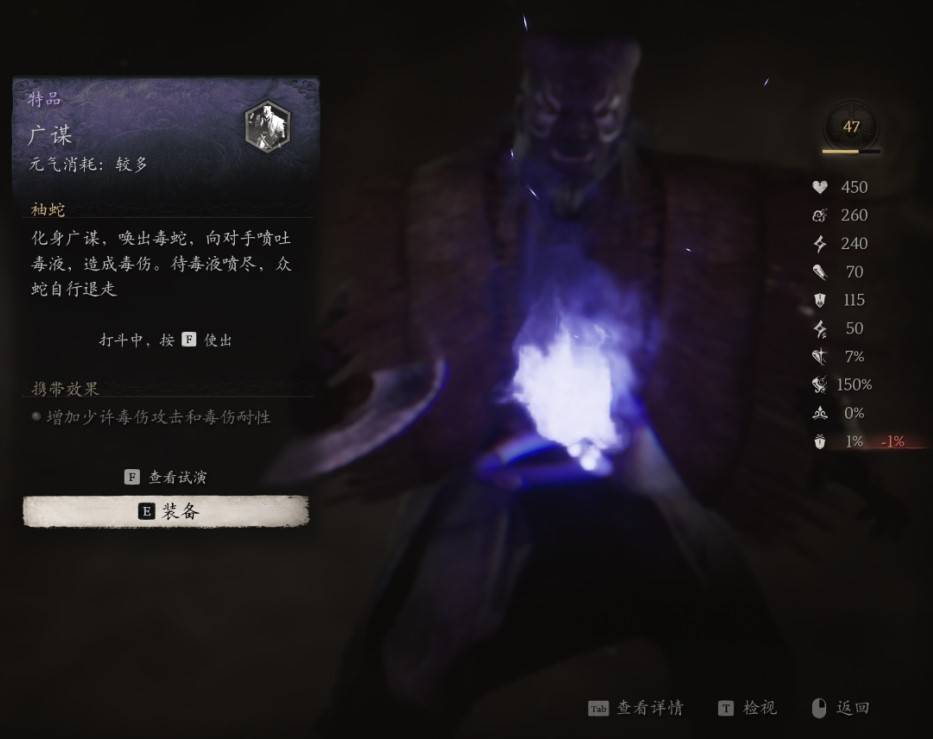 特品
广谋
元气消耗：较多
袖蛇
化身广谋，唤出毒蛇，向对手喷吐
毒液，造成毒伤。待毒液喷尽，众
蛇自行退走
打斗中，按 F 使出
携带效果
增加少许毒伤攻击和毒伤耐性
F 查看试演
E 装备
47
450
260
240
70
115
50
7%
150%
0%
1% -1%
Tab 查看详情 T 检视 返回